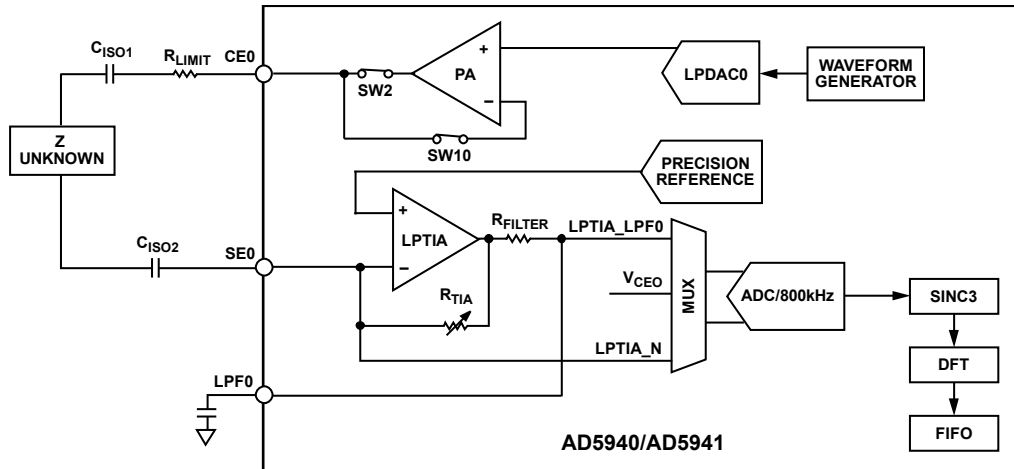 CISO1
RLIMIT
CE0
SW2
+
PA
−
LPDAC0
WAVEFORM
GENERATOR
Z
UNKNOWN
SW10
PRECISION
REFERENCE
+
LPTIA
−
RFILTER
LPTIA_LPF0
CISO2
SE0
RTIA
VCEO
MUX
ADC/800kHz
SINC3
LPTIA_N
DFT
LPF0
FIFO
AD5940/AD5941